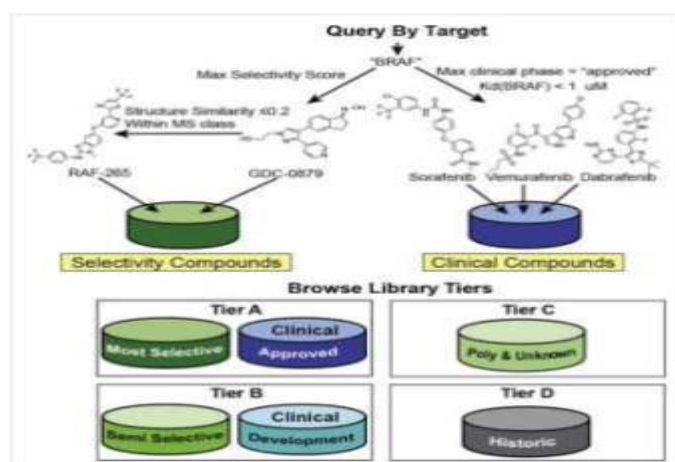 Query By Target
"BRAF"
Max Selectivity Score
Max clinical phase = "approved"
Kd(BRAF) < 1 uM
Structure Similarity ≤0.2
Within MS class
RAF-265
GDC-0879
Sorafenib
Vemurafenib
Dabrafenib
Selectivity Compounds
Clinical Compounds
Browse Library Tiers
Tier A
Most Selective
Clinical
Approved
Tier C
Poly & Unknown
Tier B
Semi Selective
Clinical
Development
Tier D
Historic